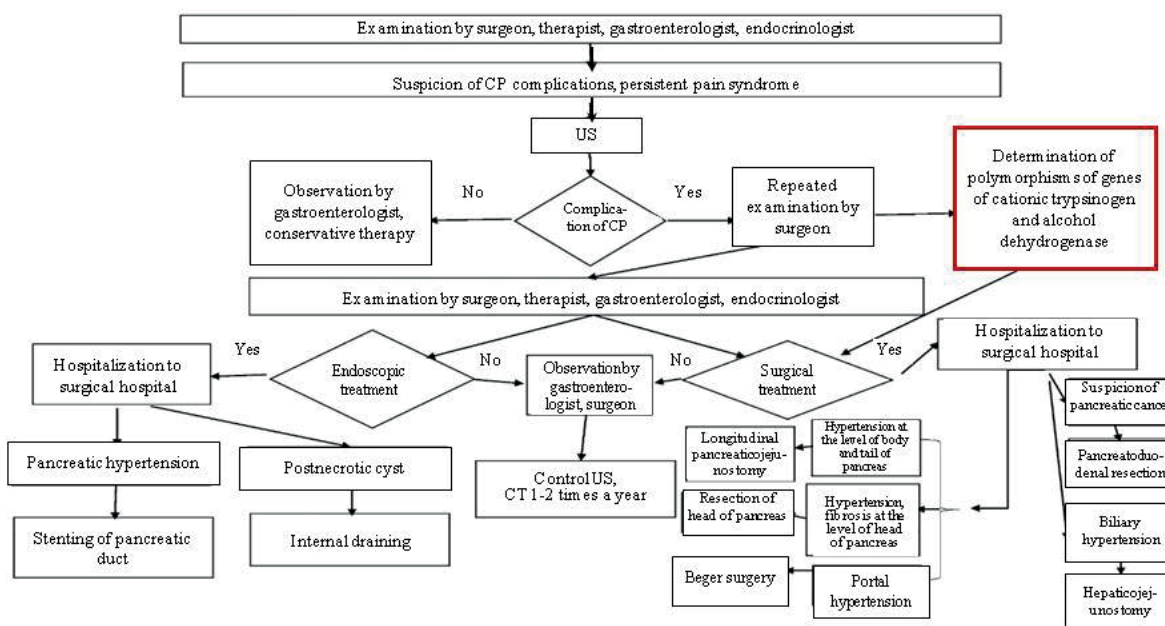 Examination by surgeon, therapist, gastroenterologist, endocrinologist
Suspicion of CP complications, persistent pain syndrome
US
Determination of
polymorphisms of genes
of cationic trypsinogen
and alcohol
dehydrogenase
Observation by
gastroenterologist,
conservative therapy
No
Complica-
tion of CP
Yes
Repeated
examination by
surgeon
Examination by surgeon, therapist, gastroenterologist, endocrinologist
Hospitalization to
surgical hospital
Yes
Endoscopic
treatment
No
Observation by
gastroentero-
logist, surgeon
No
Surgical
treatment
Yes
Hospitalization to
surgical hospital
Pancreatic hypertension
Postnecrotic cyst
Stenting of pancreatic
duct
Internal draining
Control US,
CT 1-2 times a year
Longitudinal
pancreaticoeju-
nostomy
Hypertension at
the level of body
and tail of
pancreas
Resection of
head of pancreas
Hypertension,
fibrosis at the
level of head
of pancreas
Beger surgery
Portal
hypertension
Suspicion of
pancreatic cance
Pancreatoduo-
denal resection
Biliary
hypertension
Hepaticojej-
unostomy